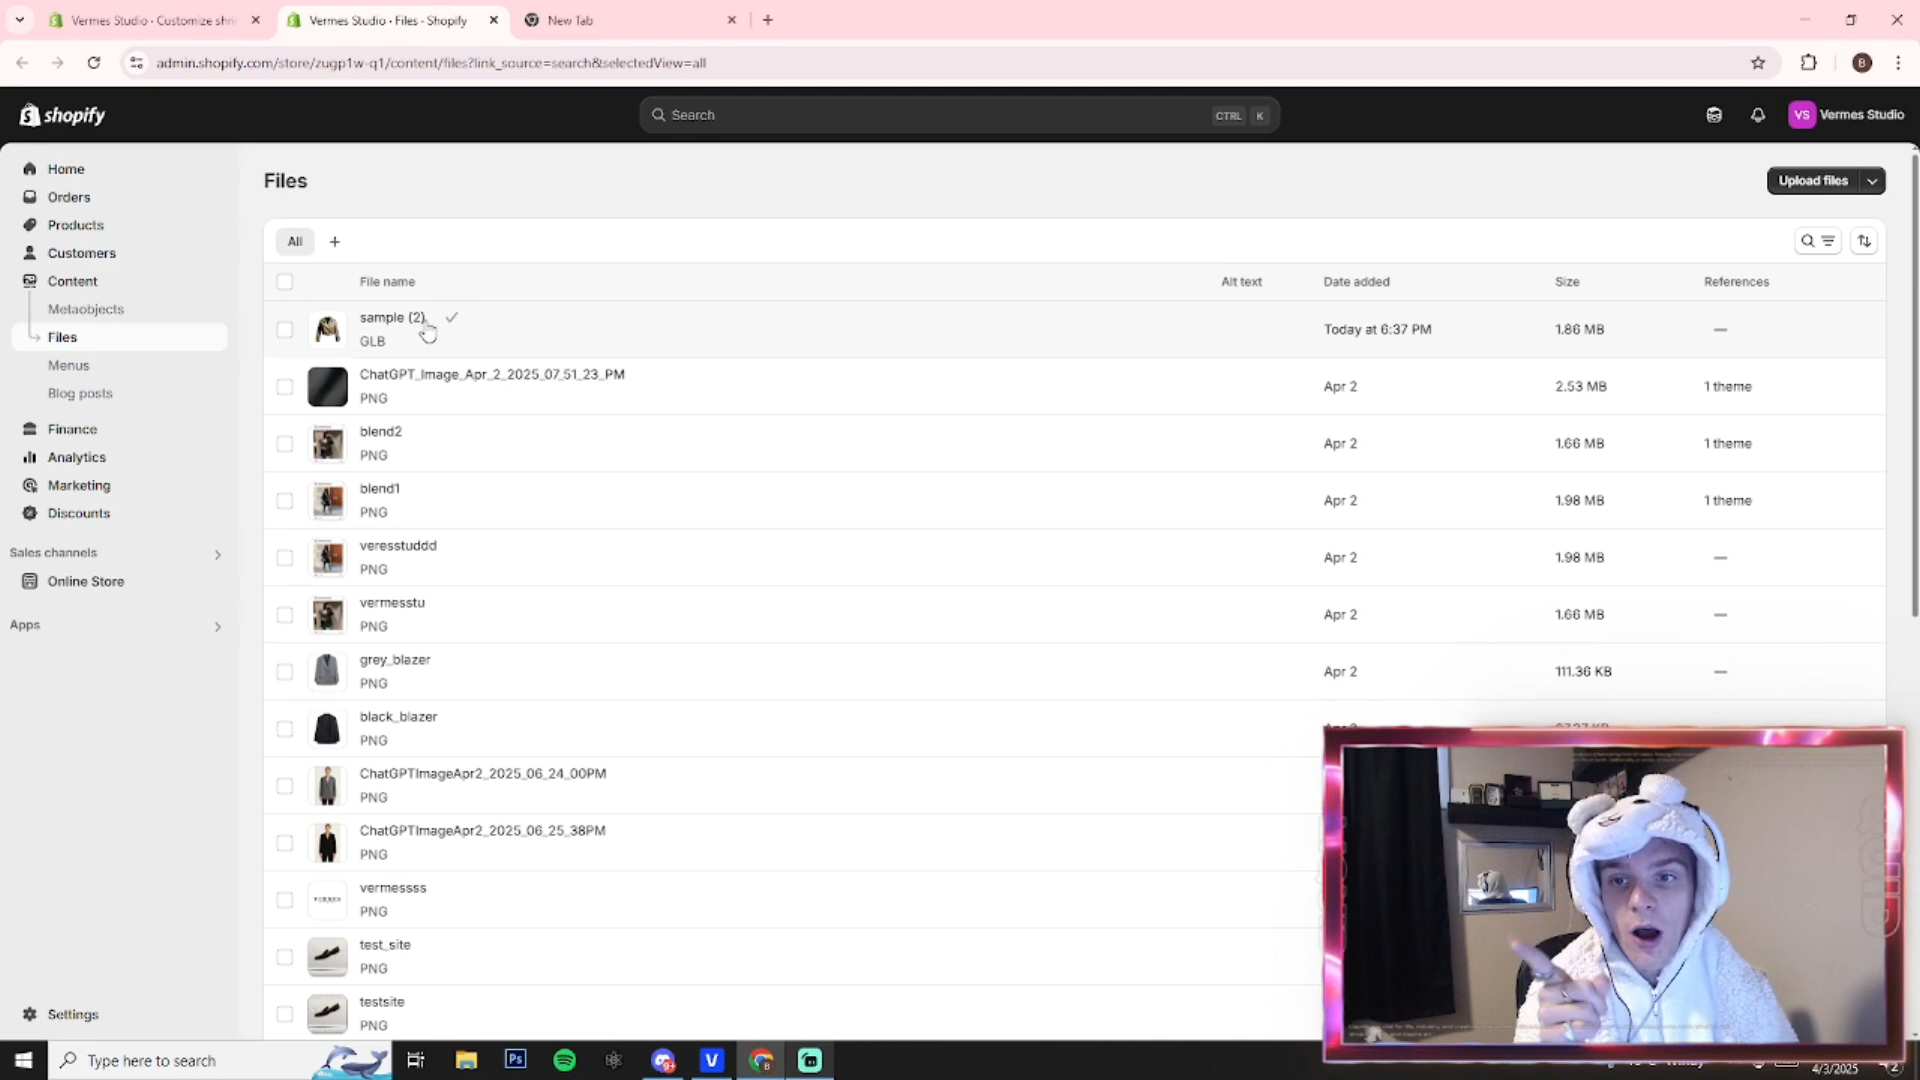 Vermes Studio · Customize shri
Vermes Studio · Files · Shopify
New Tab
admin.shopify.com/store/zugp1w-q1/content/files?link_source=search&selectedView=all
B
shopify
Search
CTRL K
VS Vermes Studio
Home
Orders
Products
Customers
Content
Metaobjects
Files
Menus
Blog posts
Finance
Analytics
Marketing
Discounts
Sales channels
Online Store
Apps
Settings
Files
Upload files
All
File name Alt text Date added Size References
sample (2)
GLB
Today at 6:37 PM 1.86 MB —
ChatGPT_Image_Apr_2_2025_07_51_23_PM
PNG
Apr 2 2.53 MB 1 theme
blend2
PNG
Apr 2 1.66 MB 1 theme
blend1
PNG
Apr 2 1.98 MB 1 theme
veresstuddd
PNG
Apr 2 1.98 MB —
vermesstu
PNG
Apr 2 1.66 MB —
grey_blazer
PNG
Apr 2 111.36 KB —
black_blazer
PNG
ChatGPTImageApr2_2025_06_24_00PM
PNG
ChatGPTImageApr2_2025_06_25_38PM
PNG
vermessss
PNG
test_site
PNG
testsite
PNG
Type here to search
Ps
V
4/3/2025
2